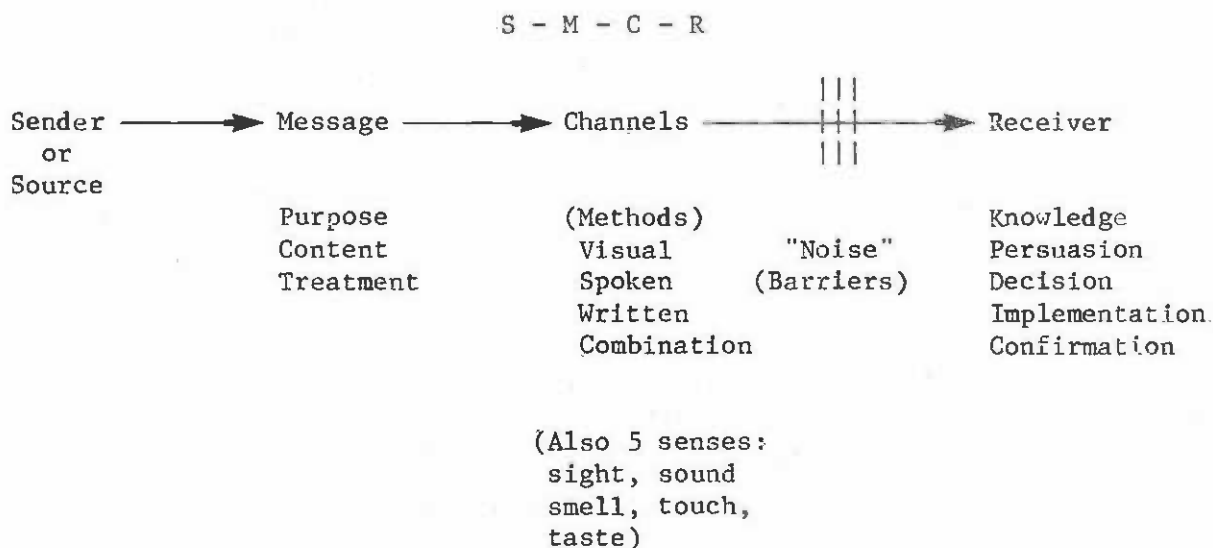 S - M - C - R
Sender
or
Source
Message
Channels
Receiver
Purpose
Content
Treatment
(Methods)
Visual
Spoken
Written
Combination
"Noise"
(Barriers)
Knowledge
Persuasion
Decision
Implementation
Confirmation
(Also 5 senses:
sight, sound
smell, touch,
taste)